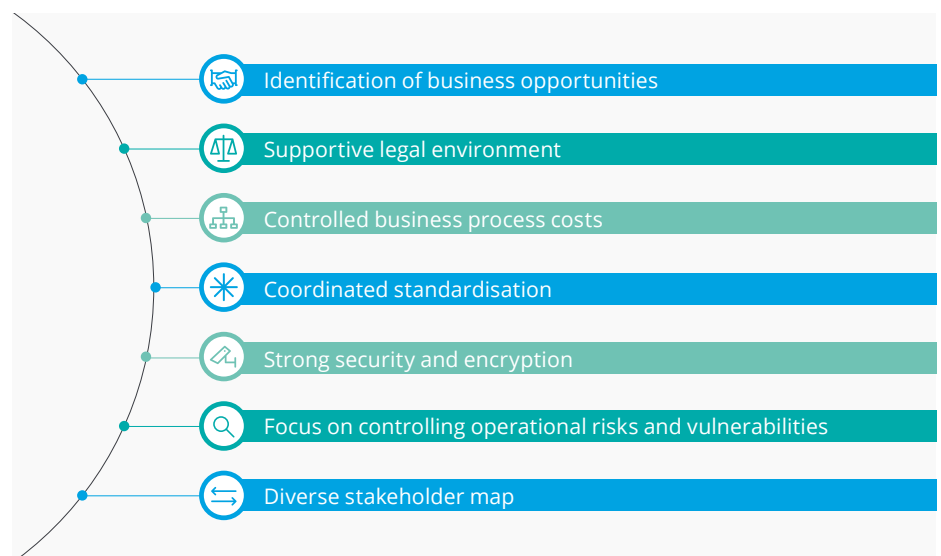 Identification of business opportunities
Supportive legal environment
Controlled business process costs
Coordinated standardisation
Strong security and encryption
Focus on controlling operational risks and vulnerabilities
Diverse stakeholder map